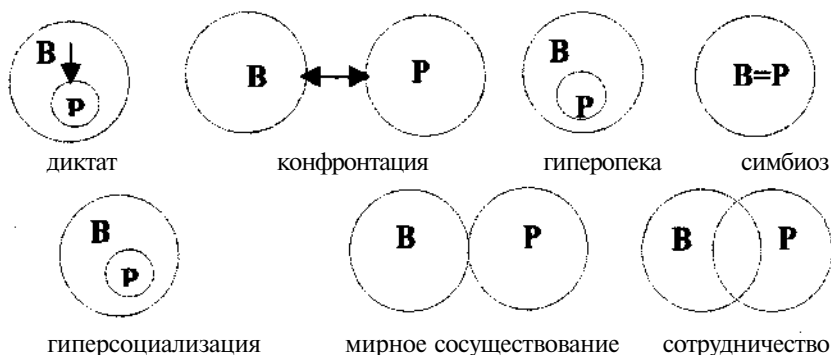 В В Р В В=Р
Р Р
диктат конфронтация гиперопека симбиоз
В В Р В Р
Р
гиперсоциализация мирное сосуществование сотрудничество